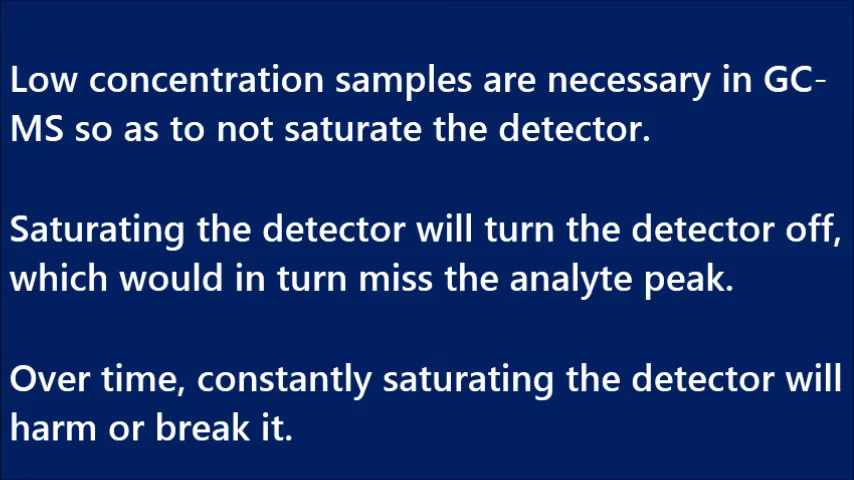 Low concentration samples are necessary in GC-
MS so as to not saturate the detector.
Saturating the detector will turn the detector off,
which would in turn miss the analyte peak.
Over time, constantly saturating the detector will
harm or break it.